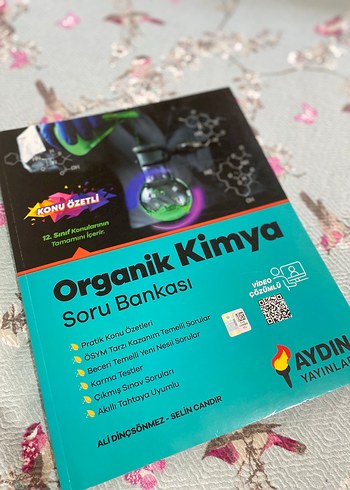 KONU ÖZETLİ
12. Sınıf Konularının
Tamamını İçerir.
Organik Kimya
Soru Bankası
VİDEO
ÇÖZÜMLÜ
Pratik Konu Özetleri
ÖSYM Tarzı Kazanım Temelli Sorular
Beceri Temelli Yeni Nesil Sorular
Karma Testler
Çıkmış Sınav Soruları
Akıllı Tahtaya Uyumlu
AYDIN
YAYINLAR
ALİ DİNÇSÖNMEZ - SELİN CANDIR